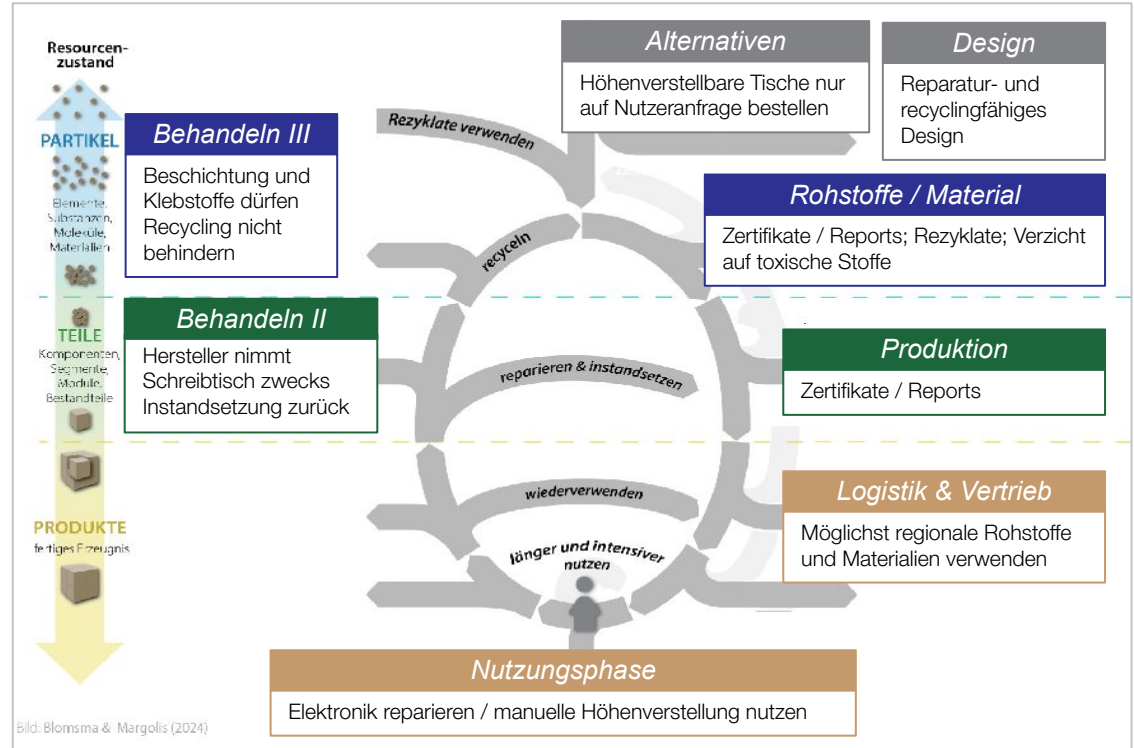 Resourcen-
zustand
PARTIKEL
Elemente,
Substanzen,
Moleküle,
Materialien
TEILE
Komponenten,
Segmente,
Module,
Bestandteile
PRODUKTE
fertiges Erzeugnis
Behandeln III
Beschichtung und
Klebstoffe dürfen
Recycling nicht
behindern
Behandeln II
Hersteller nimmt
Schreibtisch zwecks
Instandsetzung zurück
Rezyklate verwenden
recyceln
reparieren & instandsetzen
wiederverwenden
länger und intensiver
nutzen
Alternativen
Höhenverstellbare Tische nur
auf Nutzeranfrage bestellen
Design
Reparatur- und
recyclingfähiges
Design
Rohstoffe / Material
Zertifikate / Reports; Rezyklate; Verzicht
auf toxische Stoffe
Produktion
Zertifikate / Reports
Logistik & Vertrieb
Möglichst regionale Rohstoffe
und Materialien verwenden
Nutzungsphase
Elektronik reparieren / manuelle Höhenverstellung nutzen
Bild: Blomsma & Margolis (2024)